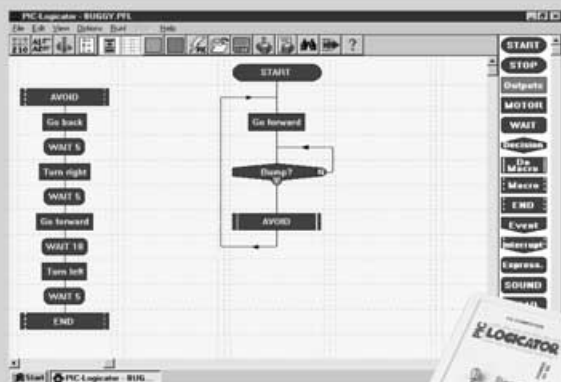 PIC-Logicator - BUGGY.PFL
File Edit View Options Run! Help
START
STOP
Outputs
MOTOR
WAIT
Decision
Do Macro
Macro
END
Event
Interrupt
Express.
SOUND
AVOID
Go back
WAIT 5
Turn right
WAIT 5
Go forward
WAIT 10
Turn left
WAIT 5
END
START
Go forward
Bump?
N
AVOID
LOGICATOR
Start
PIC-Logicator - BUG...